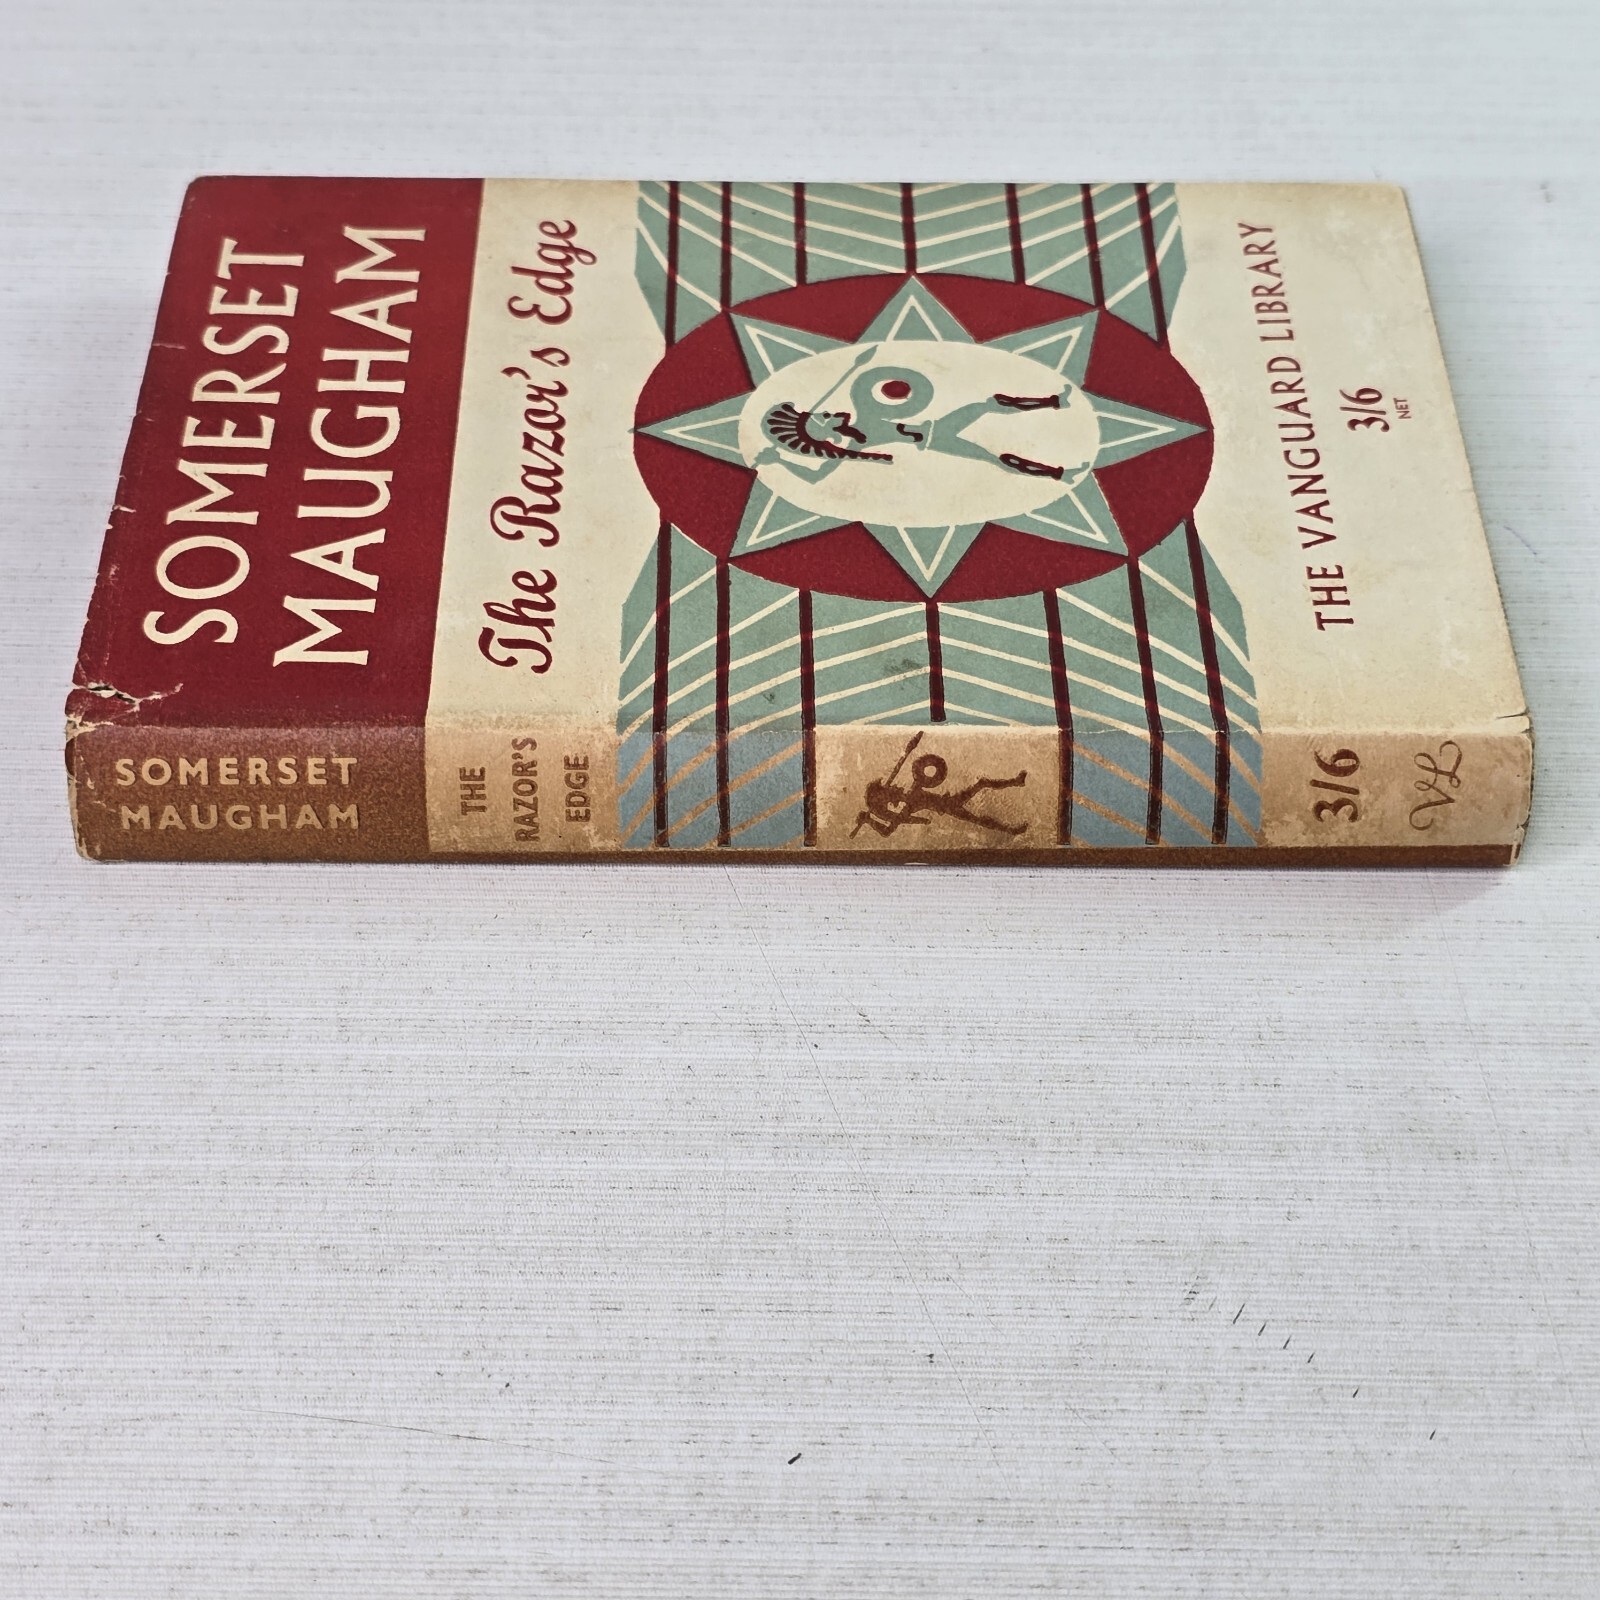 SOMERSET
MAUGHAM
The Razor's Edge
THE VANGUARD LIBRARY
3/6
NET
SOMERSET
MAUGHAM
THE
RAZOR'S
EDGE
3/6
VL